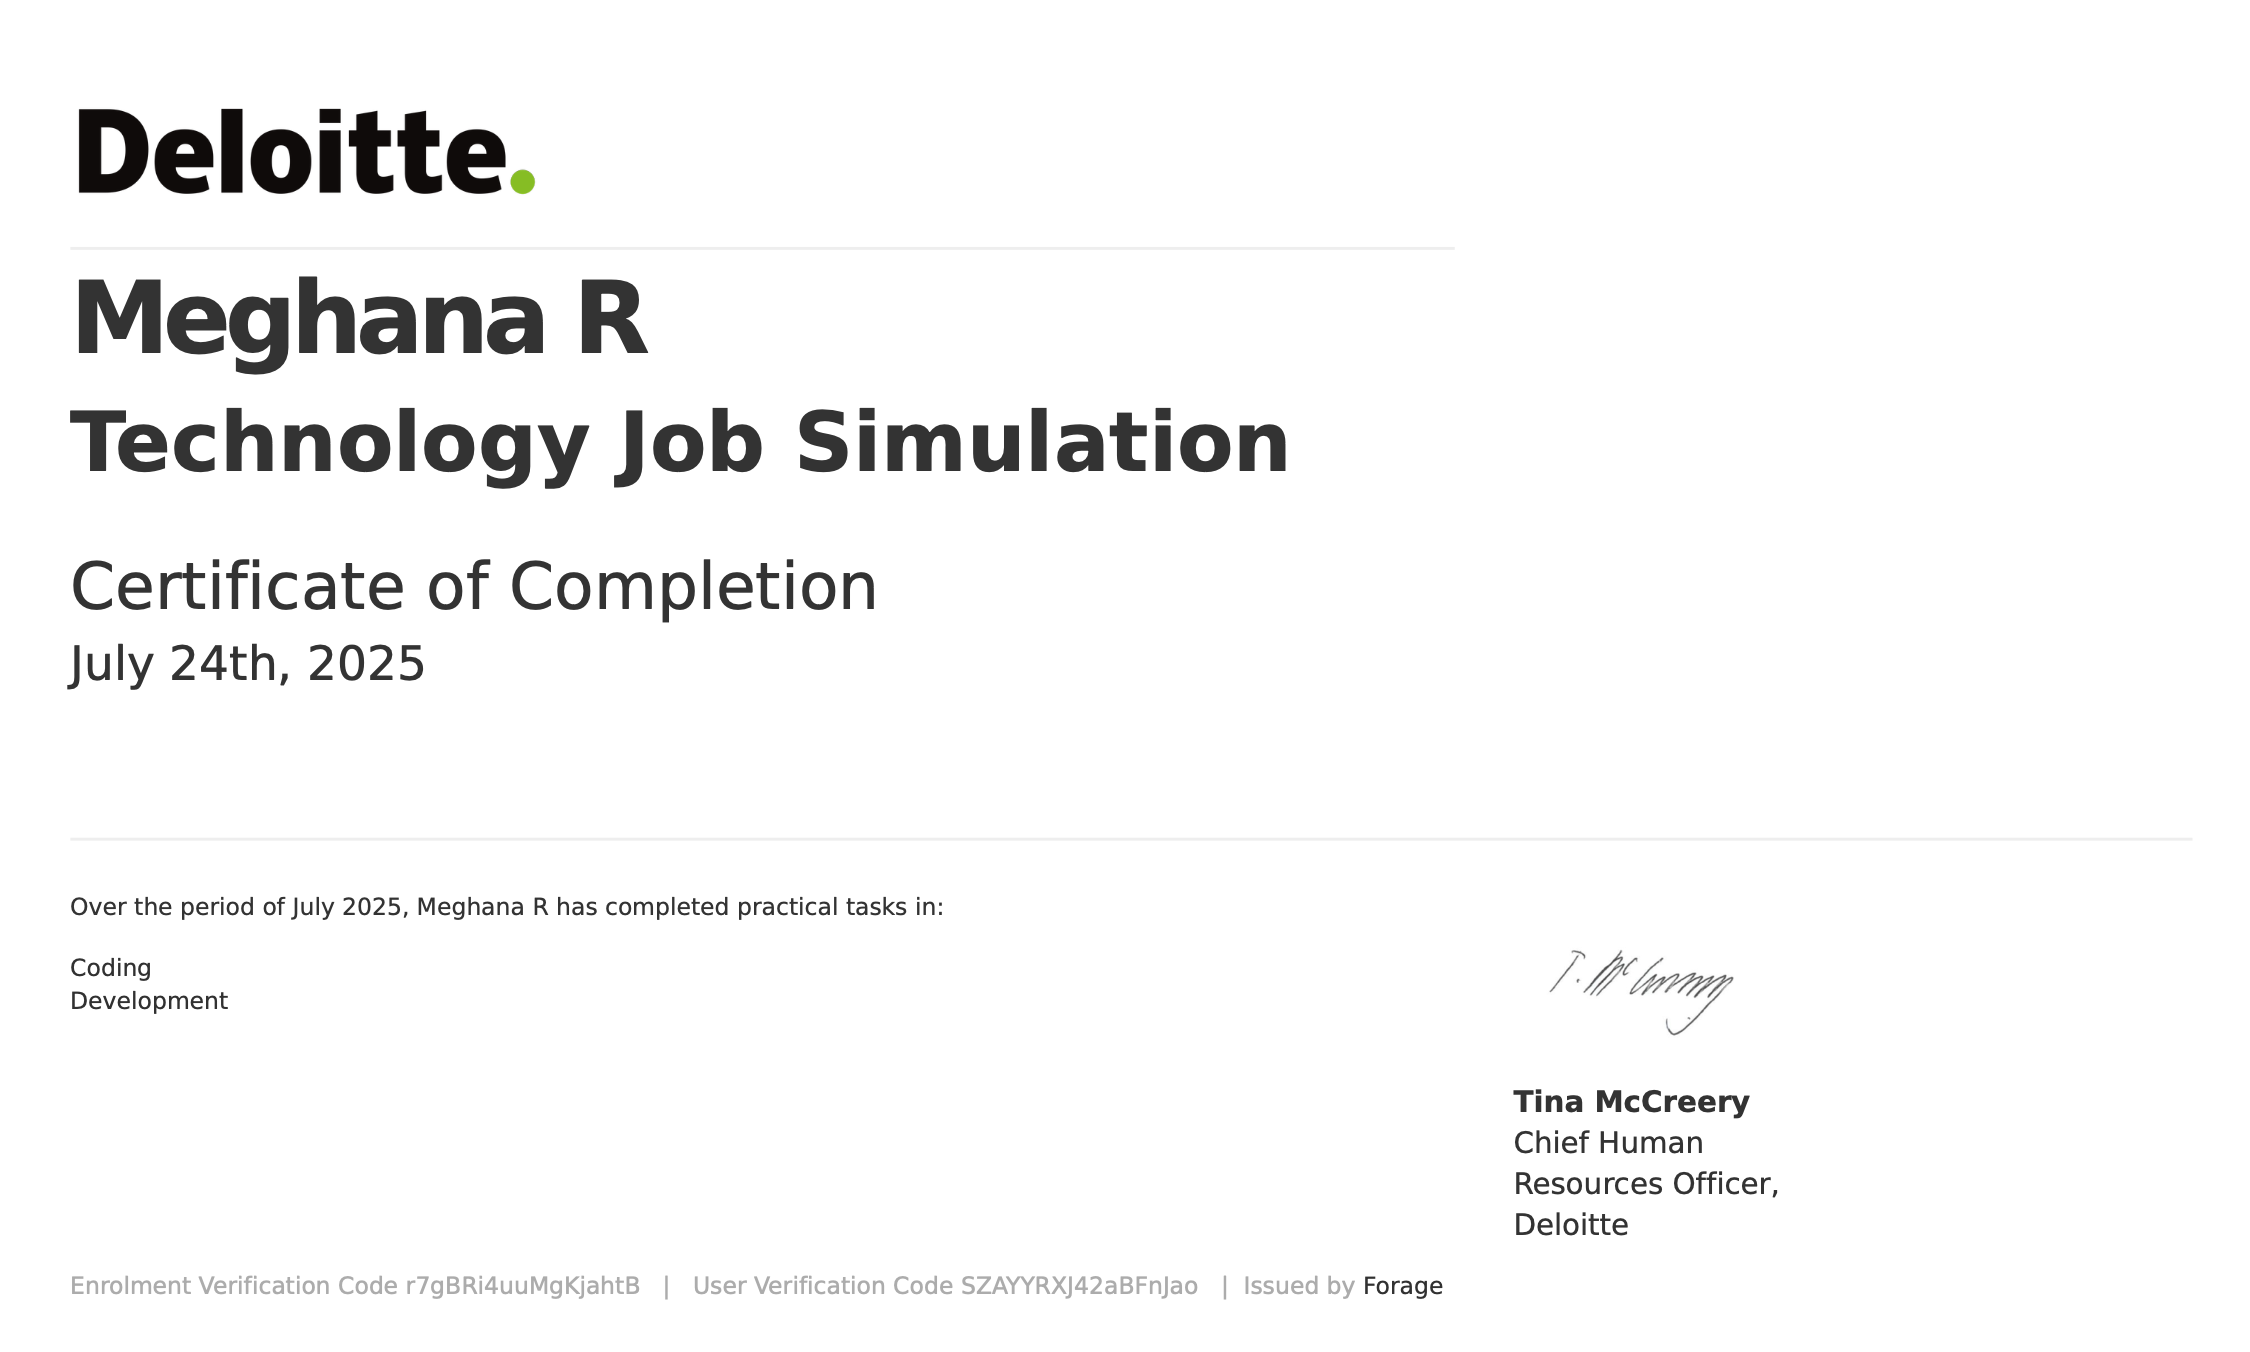 Deloitte.
Meghana R
Technology Job Simulation
Certificate of Completion
July 24th, 2025
Over the period of July 2025, Meghana R has completed practical tasks in:
Coding
Development
T. McCreery
Tina McCreery
Chief Human
Resources Officer,
Deloitte
Enrolment Verification Code r7gBRi4uuMgKjahtB | User Verification Code SZAYYRXJ42aBFnJao | Issued by Forage